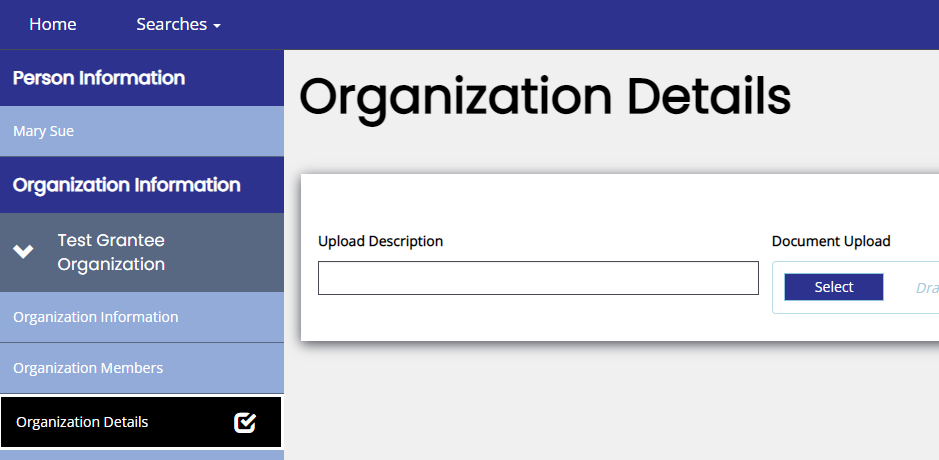 Home Searches
Person Information
Mary Sue
Organization Information
Test Grantee
Organization
Organization Information
Organization Members
Organization Details
Organization Details
Upload Description
Document Upload
Select
Dra